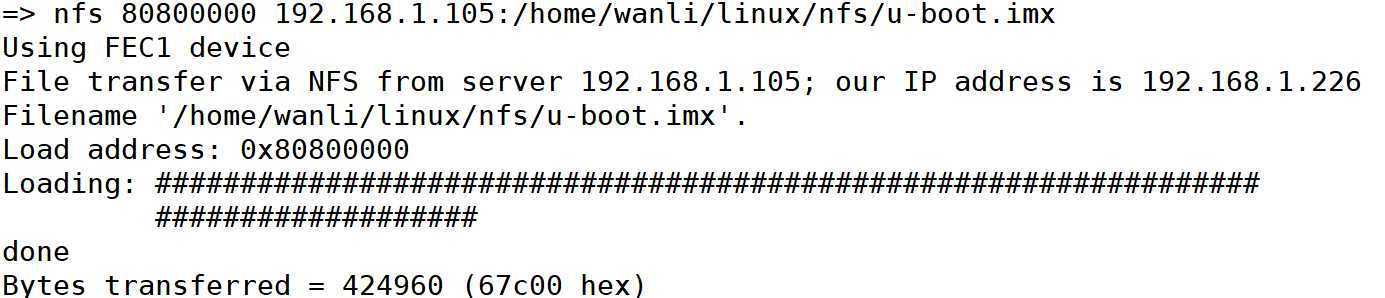 => nfs 80800000 192.168.1.105:/home/wanli/linux/nfs/u-boot.imx
Using FEC1 device
File transfer via NFS from server 192.168.1.105; our IP address is 192.168.1.226
Filename '/home/wanli/linux/nfs/u-boot.imx'.
Load address: 0x80800000
Loading: #################################################################
###################
done
Bytes transferred = 424960 (67c00 hex)